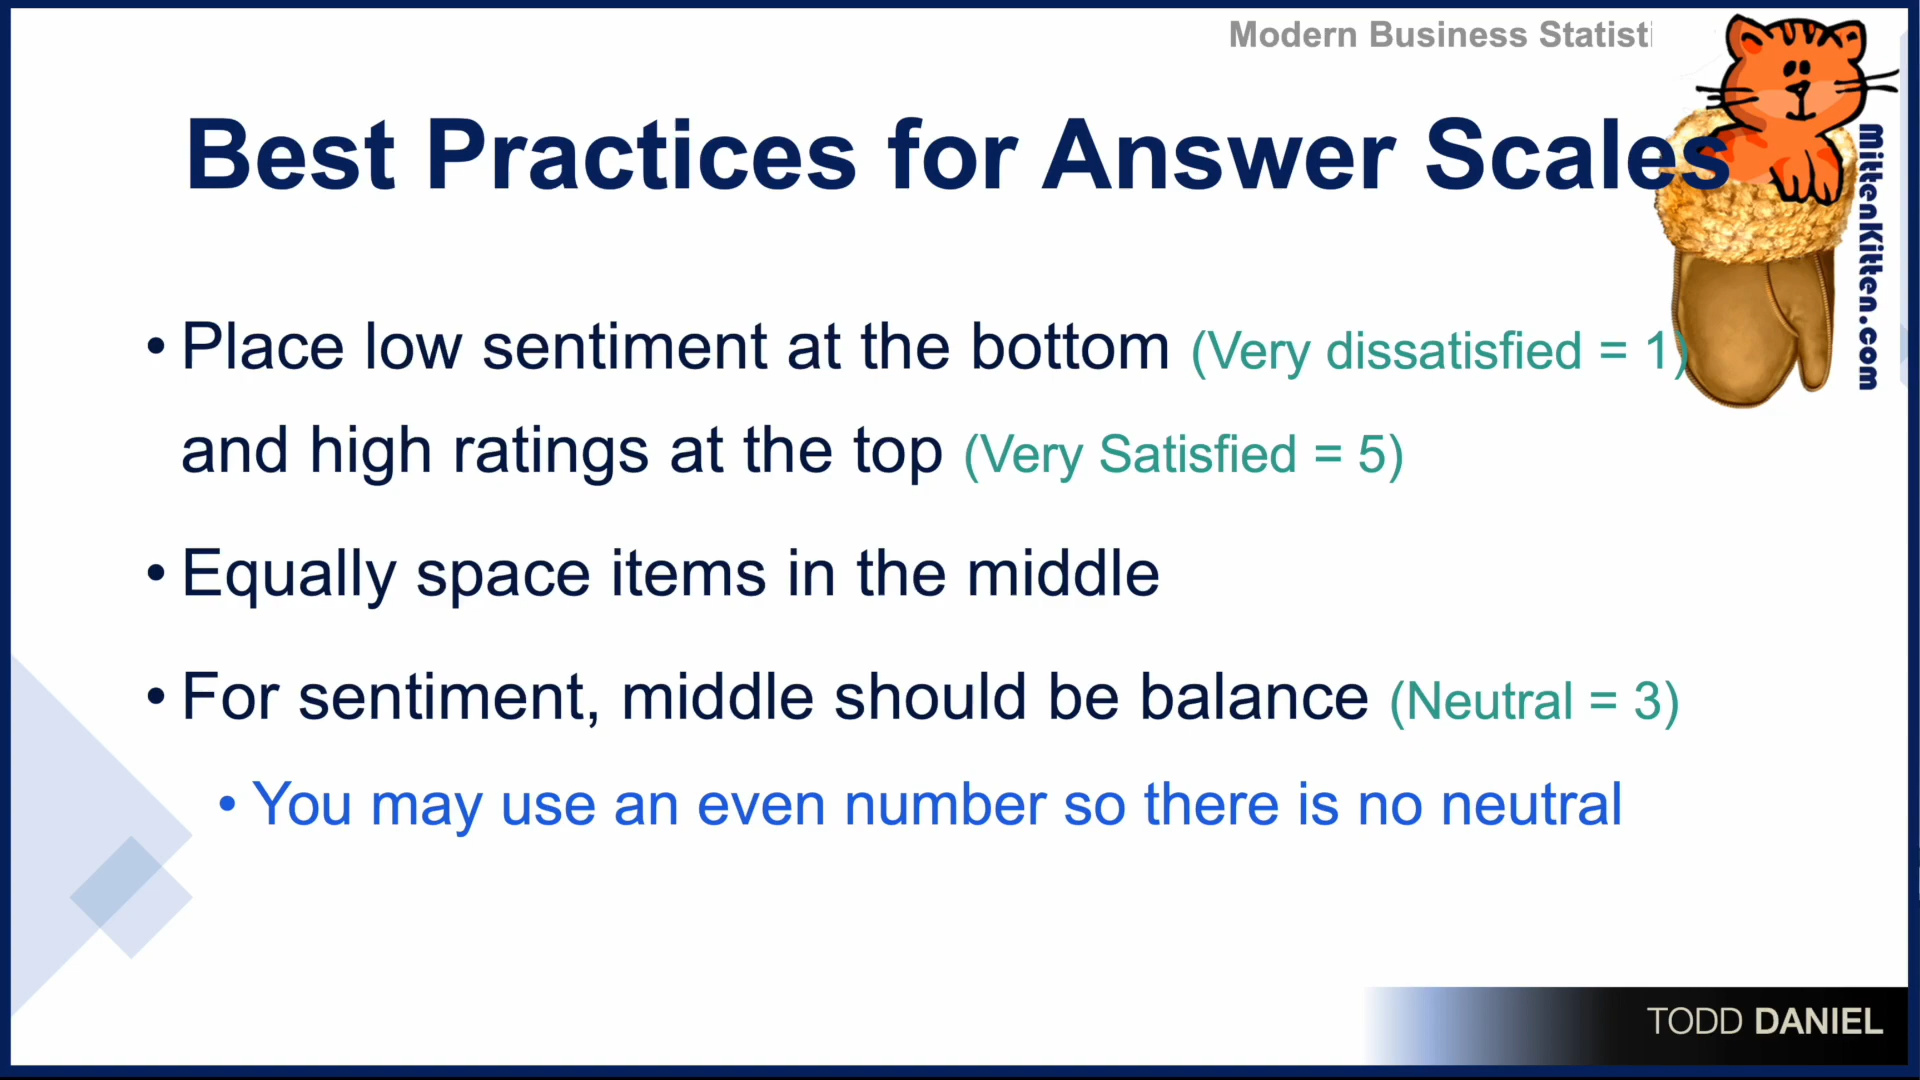 Modern Business Statisti
Best Practices for Answer Scales
MittenKitten.com
• Place low sentiment at the bottom (Very dissatisfied = 1)
and high ratings at the top (Very Satisfied = 5)
• Equally space items in the middle
• For sentiment, middle should be balance (Neutral = 3)
• You may use an even number so there is no neutral
TODD DANIEL